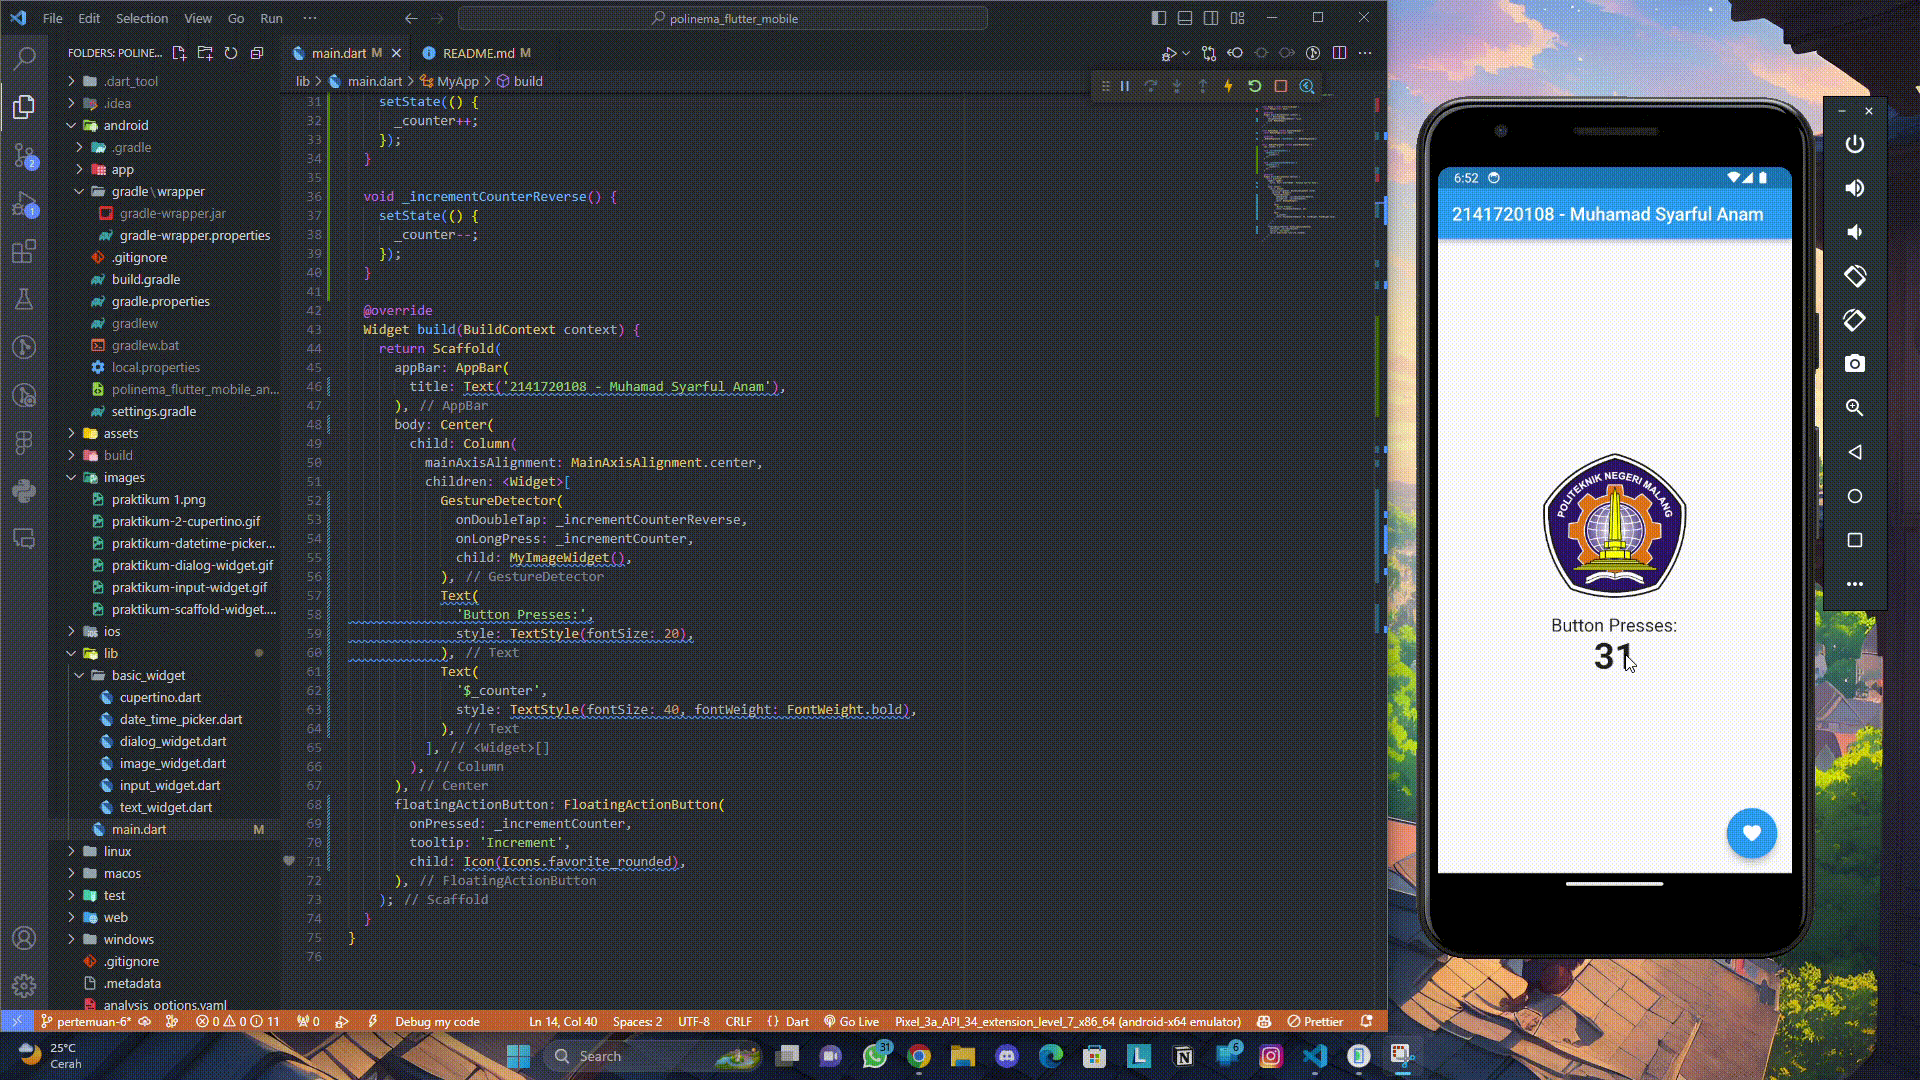 File Edit Selection View Go Run ··· polinema_flutter_mobile
FOLDERS: POLINE...
.dart_tool
.idea
android
.gradle
app
gradle\wrapper
gradle-wrapper.jar
gradle-wrapper.properties
.gitignore
build.gradle
gradle.properties
gradlew
gradlew.bat
local.properties
polinema_flutter_mobile_an...
settings.gradle
assets
build
images
praktikum 1.png
praktikum-2-cupertino.gif
praktikum-datetime-picker...
praktikum-dialog-widget.gif
praktikum-input-widget.gif
praktikum-scaffold-widget....
ios
lib
basic_widget
cupertino.dart
date_time_picker.dart
dialog_widget.dart
image_widget.dart
input_widget.dart
text_widget.dart
main.dart M
linux
macos
test
web
windows
.gitignore
.metadata
analysis_options.yaml
2
1
main.dart M README.md M
lib > main.dart > MyApp > build
31 setState(() {
32 _counter++;
33 });
34 }
35
36 void _incrementCounterReverse() {
37 setState(() {
38 _counter--;
39 });
40 }
41
42 @override
43 Widget build(BuildContext context) {
44 return Scaffold(
45 appBar: AppBar(
46 title: Text('2141720108 - Muhamad Syarful Anam'),
47 ), // AppBar
48 body: Center(
49 child: Column(
50 mainAxisAlignment: MainAxisAlignment.center,
51 children: <Widget>[
52 GestureDetector(
53 onDoubleTap: _incrementCounterReverse,
54 onLongPress: _incrementCounter,
55 child: MyImageWidget(),
56 ), // GestureDetector
57 Text(
58 'Button Presses:',
59 style: TextStyle(fontSize: 20),
60 ), // Text
61 Text(
62 '$_counter',
63 style: TextStyle(fontSize: 40, fontWeight: FontWeight.bold),
64 ), // Text
65 ], // <Widget>[]
66 ), // Column
67 ), // Center
68 floatingActionButton: FloatingActionButton(
69 onPressed: _incrementCounter,
70 tooltip: 'Increment',
71 child: Icon(Icons.favorite_rounded),
72 ), // FloatingActionButton
73 ); // Scaffold
74 }
75 }
76
6:52
2141720108 - Muhamad Syarful Anam
POLITEKNIK NEGERI MALANG
Button Presses:
31
pertemuan-6* 0 0 11 0 Debug my code Ln 14, Col 40 Spaces: 2 UTF-8 CRLF {} Dart Go Live Pixel_3a_API_34_extension_level_7_x86_64 (android-x64 emulator) Prettier
25°C
Cerah
Search
31
L
N
6